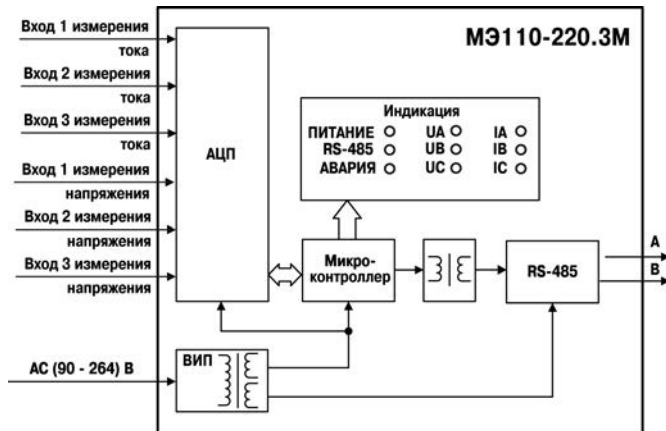 МЭ110-220.3М
Вход 1 измерения
тока
Вход 2 измерения
тока
Вход 3 измерения
тока
Вход 1 измерения
напряжения
Вход 2 измерения
напряжения
Вход 3 измерения
напряжения
АЦП
Индикация
ПИТАНИЕ UA IA
RS-485 UB IB
АВАРИЯ UC IC
Микро-
контроллер
RS-485
A
B
ВИП
AC (90 - 264) В